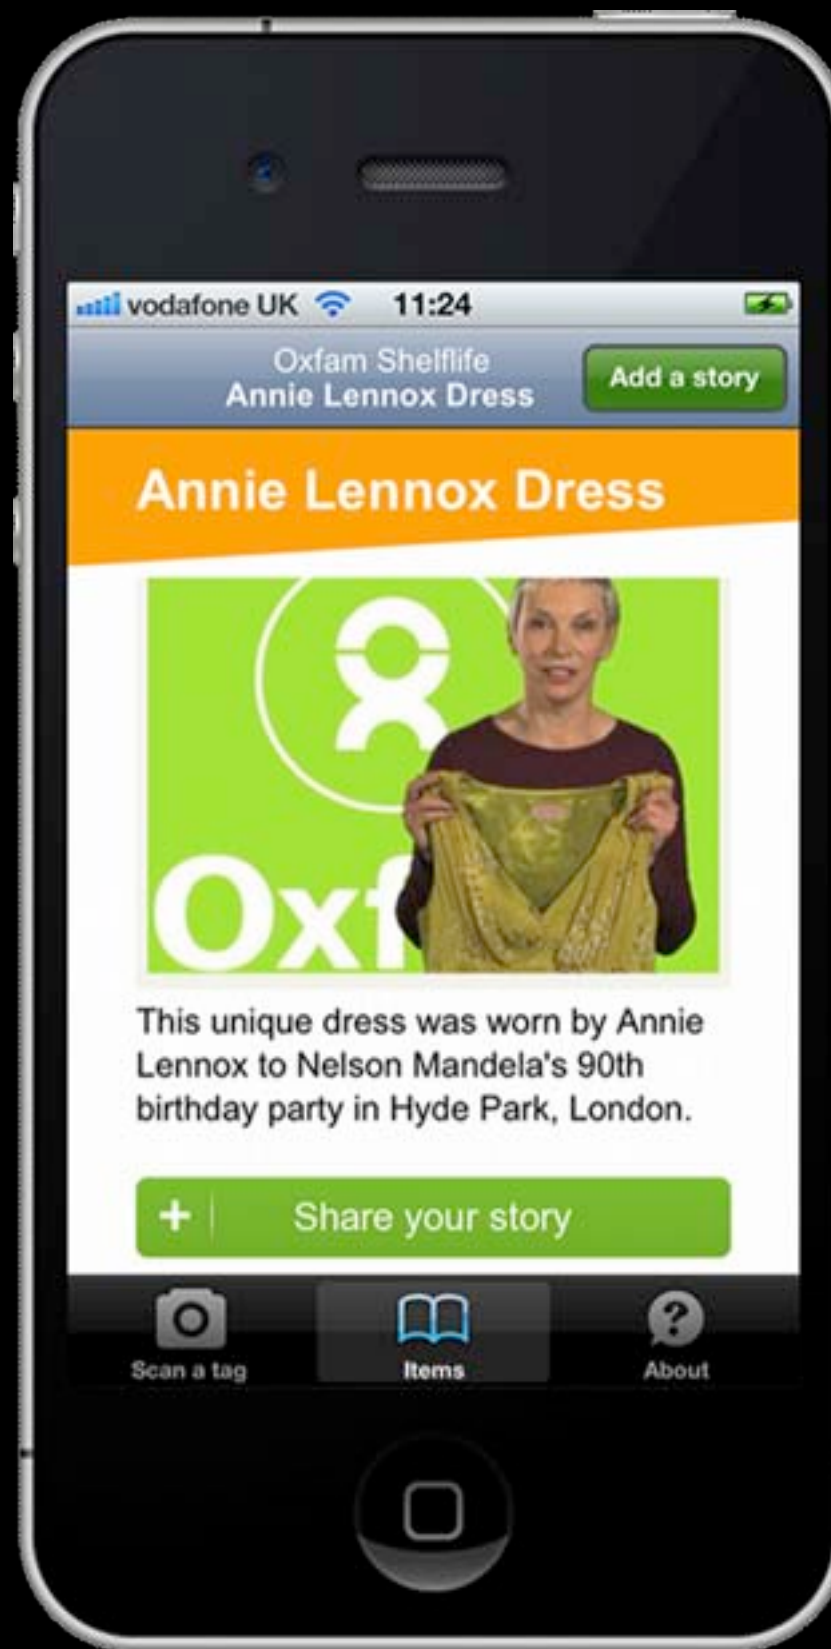 vodafone UK 11:24
Oxfam Shelflife
Annie Lennox Dress
Add a story
Annie Lennox Dress
Oxf
This unique dress was worn by Annie
Lennox to Nelson Mandela's 90th
birthday party in Hyde Park, London.
+ Share your story
Scan a tag
Items
? About